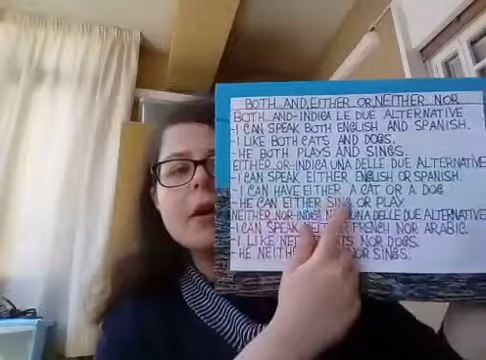 BOTH AND, EITHER OR, NEITHER NOR
BOTH AND-INDICA LE DUE ALTERNATIVE
-I CAN SPEAK BOTH ENGLISH AND SPANISH.
-I LIKE BOTH CATS AND DOGS.
-HE BOTH PLAYS AND SINGS.
EITHER OR-INDICA UNA DELLE DUE ALTERNATIVE
-I CAN SPEAK EITHER ENGLISH OR SPANISH.
-I CAN HAVE EITHER A CAT OR A DOG
-HE CAN EITHER SING OR PLAY
NEITHER NOR-INDICA DELLE DUE ALTERNATIVE
-I CAN SPEAK FRENCH NOR ARABIC.
-I LIKE NOR DOGS.
-HE NOR SINGS.